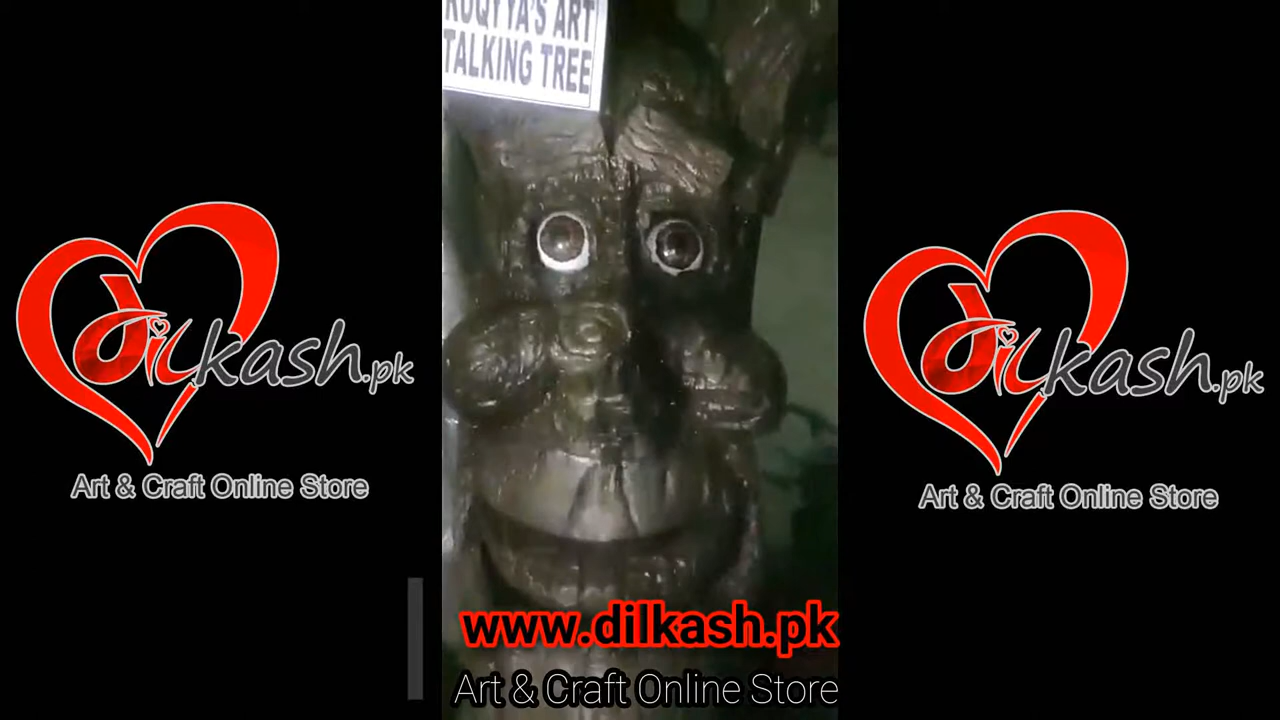 RUQYYA'S ART
TALKING TREE
dilkash.pk
Art & Craft Online Store
dilkash.pk
Art & Craft Online Store
www.dilkash.pk
Art & Craft Online Store